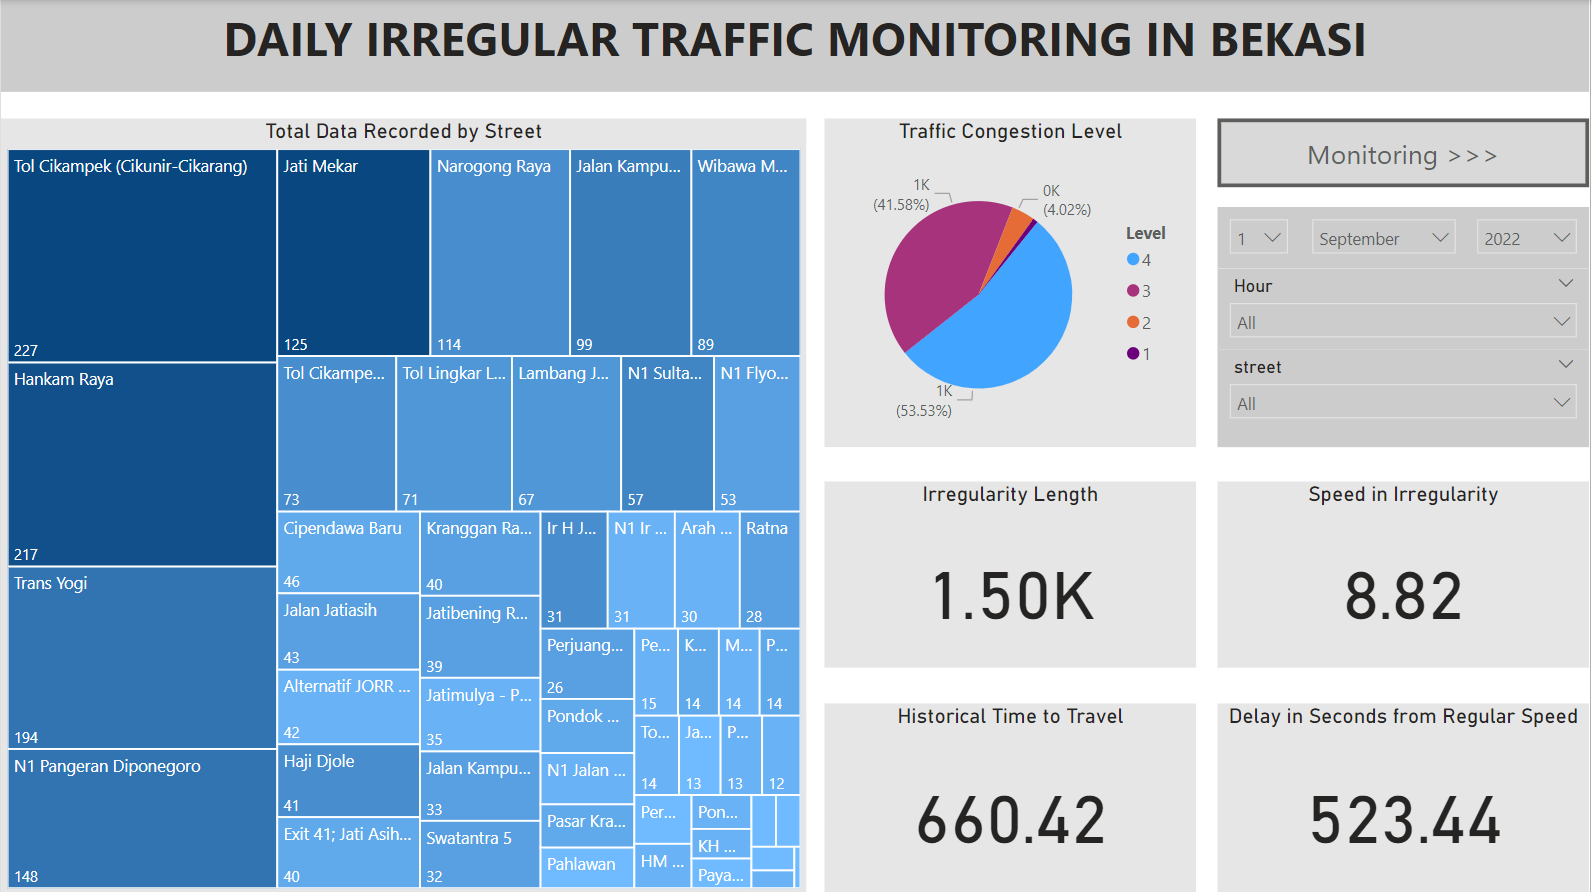 DAILY IRREGULAR TRAFFIC MONITORING IN BEKASI
Total Data Recorded by Street
Tol Cikampek (Cikunir-Cikarang)
227
Hankam Raya
217
Trans Yogi
194
N1 Pangeran Diponegoro
148
Jati Mekar
125
Narogong Raya
114
Jalan Kampu...
99
Wibawa M...
89
Tol Cikampe...
73
Tol Lingkar L...
71
Lambang J...
67
N1 Sulta...
57
N1 Flyo...
53
Cipendawa Baru
46
Jalan Jatiasih
43
Alternatif JORR ...
42
Haji Djole
41
Exit 41; Jati Asih...
40
Kranggan Ra...
40
Jatibening R...
39
Jatimulya - P...
35
Jalan Kampu...
33
Swatantra 5
32
Ir H J...
31
N1 Ir ...
31
Arah ...
30
Ratna
28
Perjuang...
26
Pondok ...
N1 Jalan ...
Pasar Kra...
Pahlawan
Pe...
15
K...
14
M...
14
P...
14
To...
14
Ja...
13
P...
13
12
Per...
HM ...
Pon...
KH ...
Paya...
Traffic Congestion Level
1K
(41.58%)
0K
(4.02%)
1K
(53.53%)
Level
4
3
2
1
Monitoring >>>
1
September
2022
Hour
All
street
All
Irregularity Length
1.50K
Speed in Irregularity
8.82
Historical Time to Travel
660.42
Delay in Seconds from Regular Speed
523.44